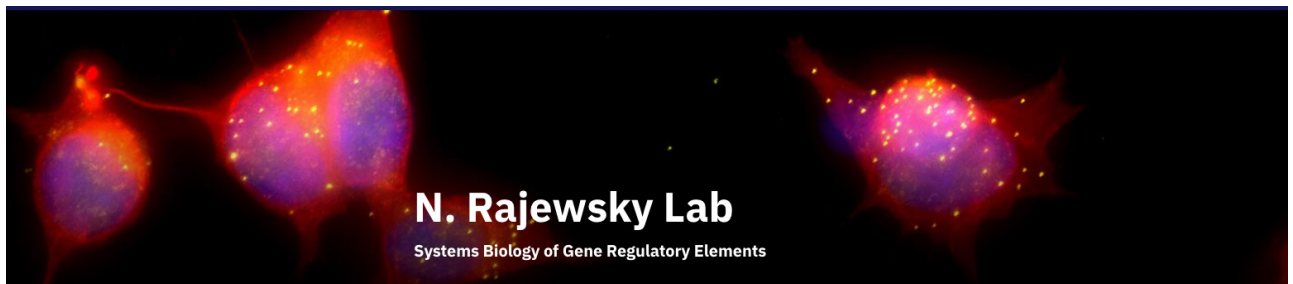 N. Rajewsky Lab
Systems Biology of Gene Regulatory Elements